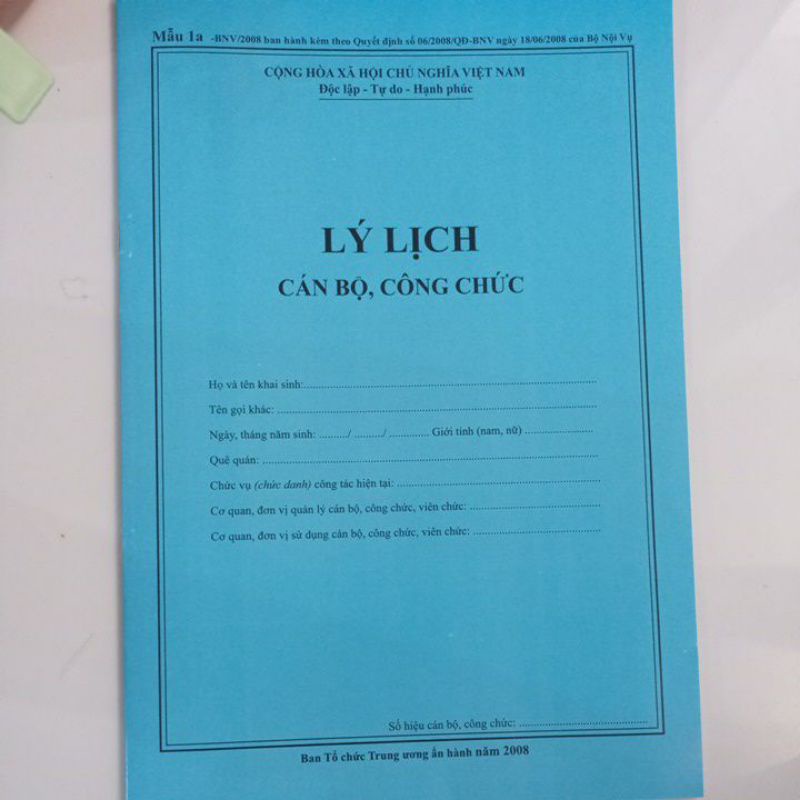 Mẫu 1a -BNV/2008 ban hành kèm theo Quyết định số 06/2008/QĐ-BNV ngày 18/06/2008 của Bộ Nội Vụ
CỘNG HÒA XÃ HỘI CHỦ NGHĨA VIỆT NAM
Độc lập - Tự do - Hạnh phúc
LÝ LỊCH
CÁN BỘ, CÔNG CHỨC
Họ và tên khai sinh:..........................................................................
Tên gọi khác: ..........................................................................
Ngày, tháng năm sinh: ........../ ........../ .............. Giới tính (nam, nữ) ........................
Quê quán: ..........................................................................
Chức vụ (chức danh) công tác hiện tại: ..................................................
Cơ quan, đơn vị quản lý cán bộ, công chức, viên chức: ................................
Cơ quan, đơn vị sử dụng cán bộ, công chức, viên chức: ................................
Số hiệu cán bộ, công chức: ................................
Ban Tổ chức Trung ương ấn hành năm 2008